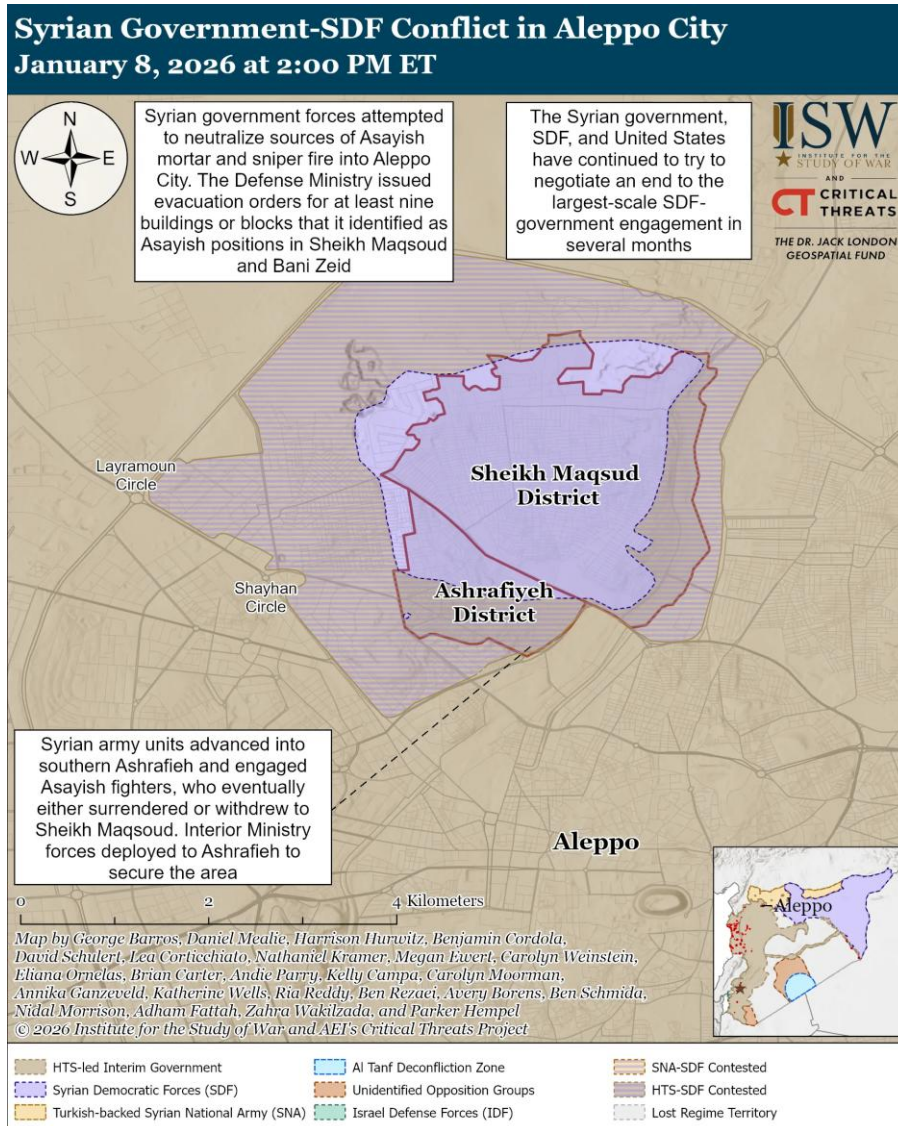 Syrian Government-SDF Conflict in Aleppo City
January 8, 2026 at 2:00 PM ET
N
W
E
S
Syrian government forces attempted
to neutralize sources of Asayish
mortar and sniper fire into Aleppo
City. The Defense Ministry issued
evacuation orders for at least nine
buildings or blocks that it identified as
Asayish positions in Sheikh Maqsoud
and Bani Zeid
The Syrian government,
SDF, and United States
have continued to try to
negotiate an end to the
largest-scale SDF-
government engagement in
several months
ISW
INSTITUTE FOR THE
STUDY OF WAR
AND
CT CRITICAL
THREATS
THE DR. JACK LONDON
GEOSPATIAL FUND
Layramoun
Circle
Sheikh Maqsud
District
Shayhan
Circle
Ashrafiyeh
District
Syrian army units advanced into
southern Ashrafieh and engaged
Asayish fighters, who eventually
either surrendered or withdrew to
Sheikh Maqsoud. Interior Ministry
forces deployed to Ashrafieh to
secure the area
Aleppo
0 2 4 Kilometers
Aleppo
Map by George Barros, Daniel Mealie, Harrison Hurwitz, Benjamin Cordola,
David Schulert, Lea Corticchiato, Nathaniel Kramer, Megan Ewert, Carolyn Weinstein,
Eliana Ornelas, Brian Carter, Andie Parry, Kelly Campa, Carolyn Moorman,
Annika Ganzeveld, Katherine Wells, Ria Reddy, Ben Rezaei, Avery Borens, Ben Schmida,
Nidal Morrison, Adham Fattah, Zahra Wakilzada, and Parker Hempel
© 2026 Institute for the Study of War and AEI's Critical Threats Project
HTS-led Interim Government
Syrian Democratic Forces (SDF)
Turkish-backed Syrian National Army (SNA)
Al Tanf Deconfliction Zone
Unidentified Opposition Groups
Israel Defense Forces (IDF)
SNA-SDF Contested
HTS-SDF Contested
Lost Regime Territory